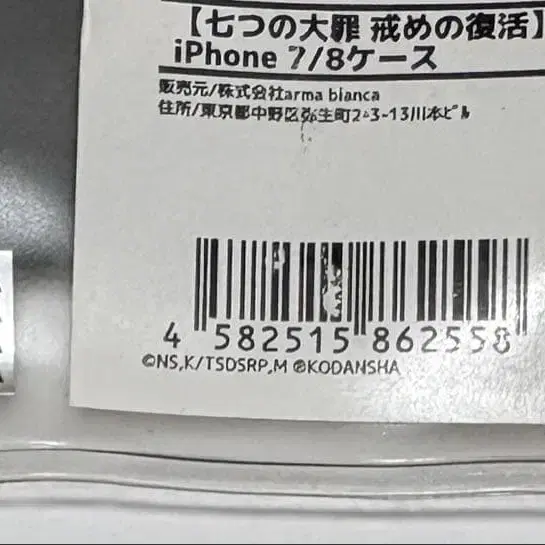 【七つの大罪 戒めの復活】
iPhone 7/8ケース
販売元/株式会社arma bianca
住所/東京都中野区弥生町2-3-13川本ビル
4 582515 862558
©NS,K/TSDSRP,M ℗KODANSHA